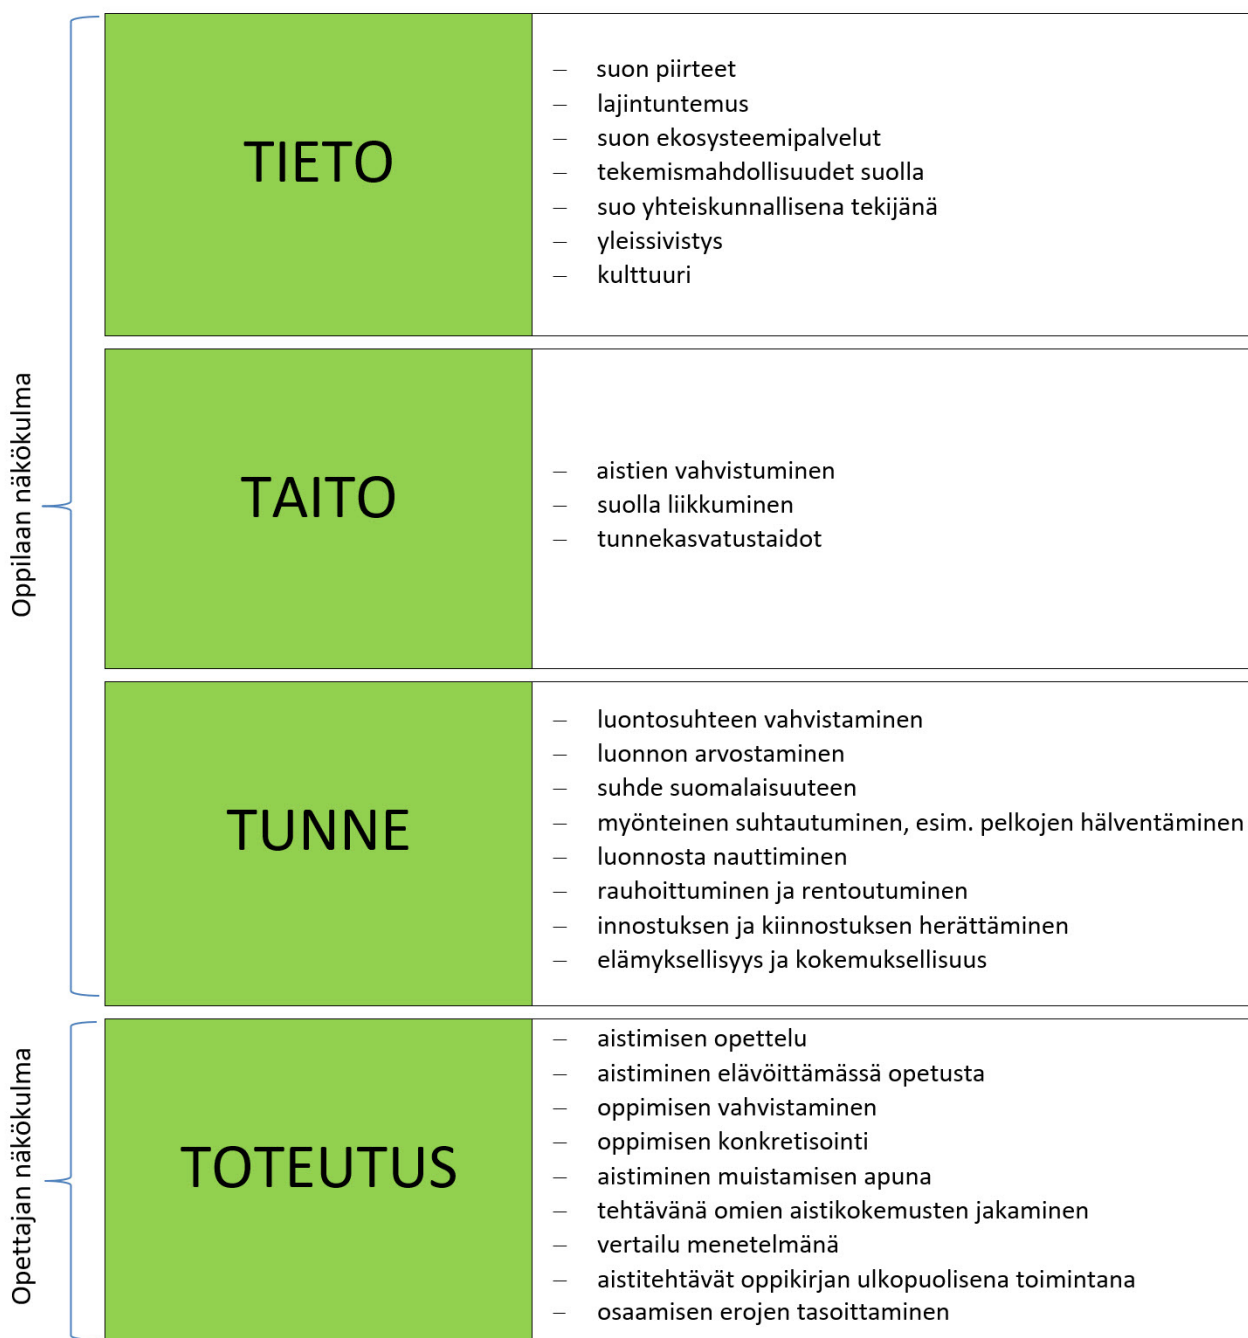 Oppilaan näkökulma
TIETO
– suon piirteet
– lajintuntemus
– suon ekosysteemipalvelut
– tekemismahdollisuudet suolla
– suo yhteiskunnallisena tekijänä
– yleissivistys
– kulttuuri
TAITO
– aistien vahvistuminen
– suolla liikkuminen
– tunnekasvatustaidot
TUNNE
– luontosuhteen vahvistaminen
– luonnon arvostaminen
– suhde suomalaisuuteen
– myönteinen suhtautuminen, esim. pelkojen hälventäminen
– luonnosta nauttiminen
– rauhoittuminen ja rentoutuminen
– innostuksen ja kiinnostuksen herättäminen
– elämyksellisyys ja kokemuksellisuus
Opettajan näkökulma
TOTEUTUS
– aistimisen opettelu
– aistiminen elävöittämässä opetusta
– oppimisen vahvistaminen
– oppimisen konkretisointi
– aistiminen muistamisen apuna
– tehtävänä omien aistikokemusten jakaminen
– vertailu menetelmänä
– aistitehtävät oppikirjan ulkopuolisena toimintana
– osaamisen erojen tasoittaminen